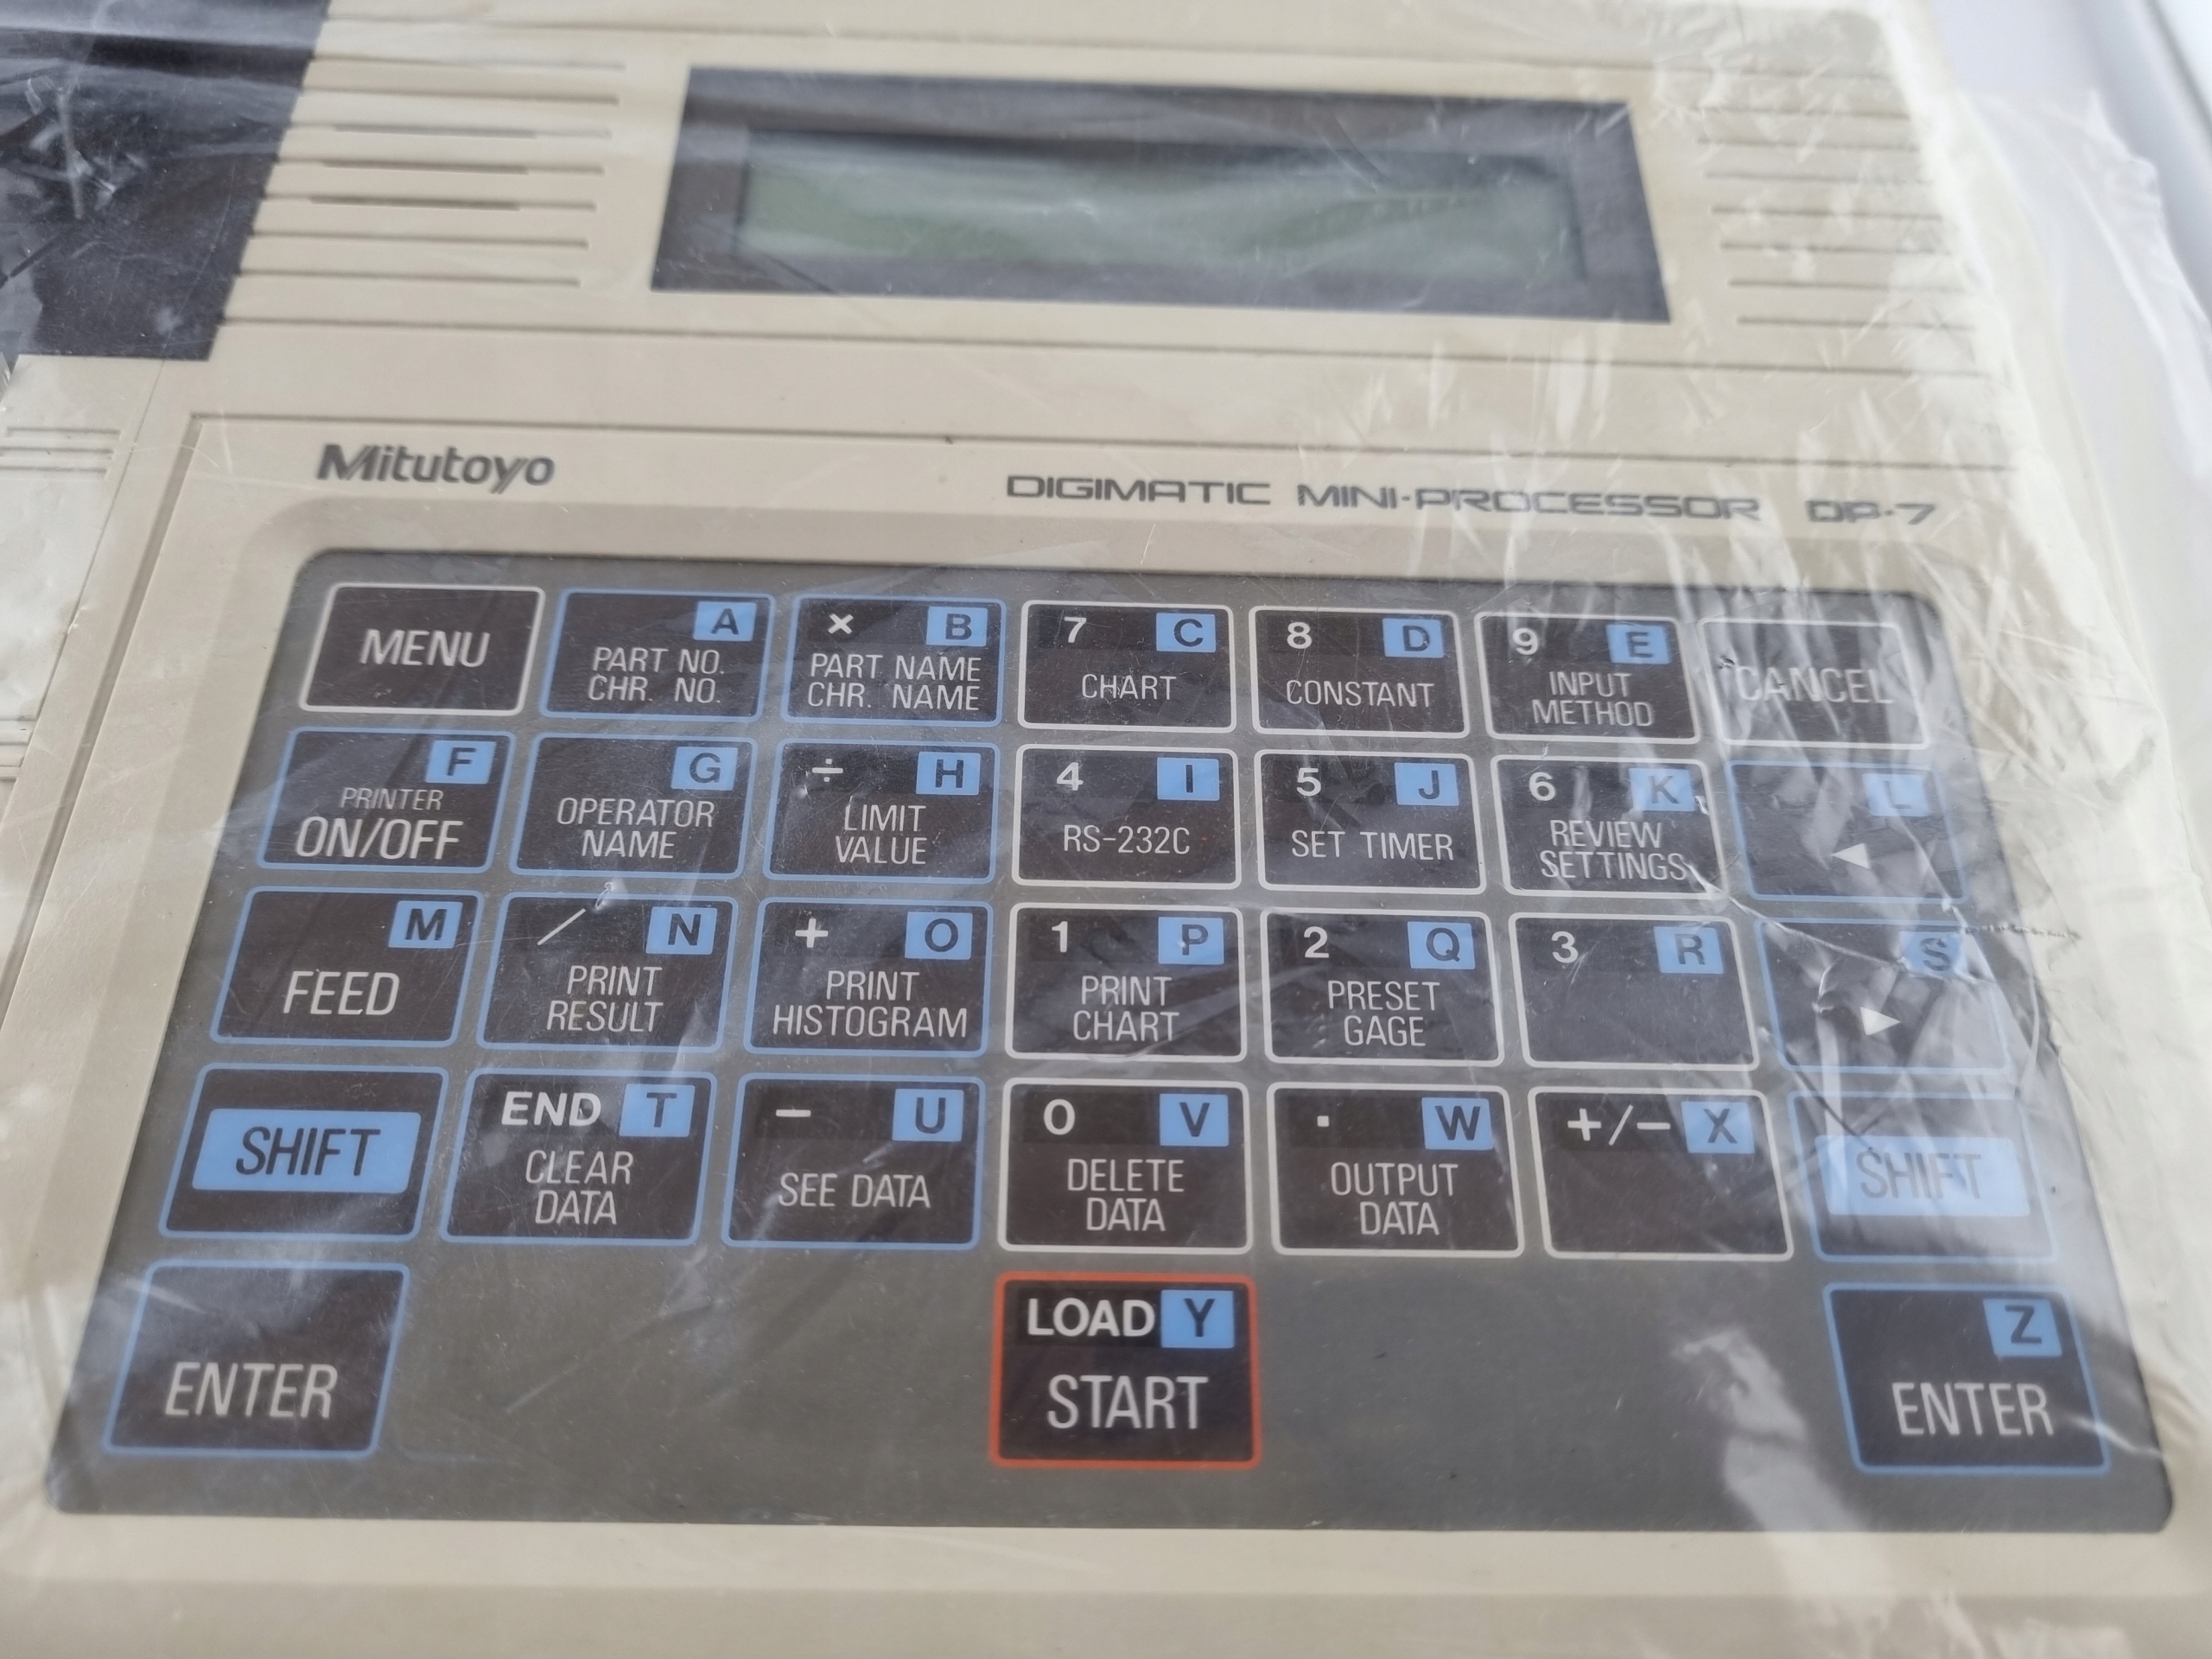 Mitutoyo
DIGIMATIC MINI-PROCESSOR DP-7
MENU
A
PART NO.
CHR. NO.
× B
PART NAME
CHR. NAME
7 C
CHART
8 D
CONSTANT
9 E
INPUT
METHOD
CANCEL
F
PRINTER
ON/OFF
G
OPERATOR
NAME
÷ H
LIMIT
VALUE
4 I
RS-232C
5 J
SET TIMER
6 K
REVIEW
SETTINGS
L
◄
M
FEED
/ N
PRINT
RESULT
+ O
PRINT
HISTOGRAM
1 P
PRINT
CHART
2 Q
PRESET
GAGE
3 R
S
►
SHIFT
END T
CLEAR
DATA
− U
SEE DATA
0 V
DELETE
DATA
· W
OUTPUT
DATA
+/− X
SHIFT
ENTER
LOAD Y
START
Z
ENTER